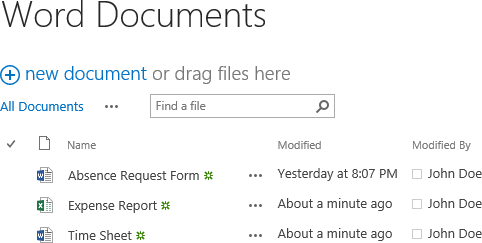 Word Documents
new document or drag files here
All Documents ... Find a file
Name Modified Modified By
Absence Request Form ... Yesterday at 8:07 PM John Doe
Expense Report ... About a minute ago John Doe
Time Sheet ... About a minute ago John Doe